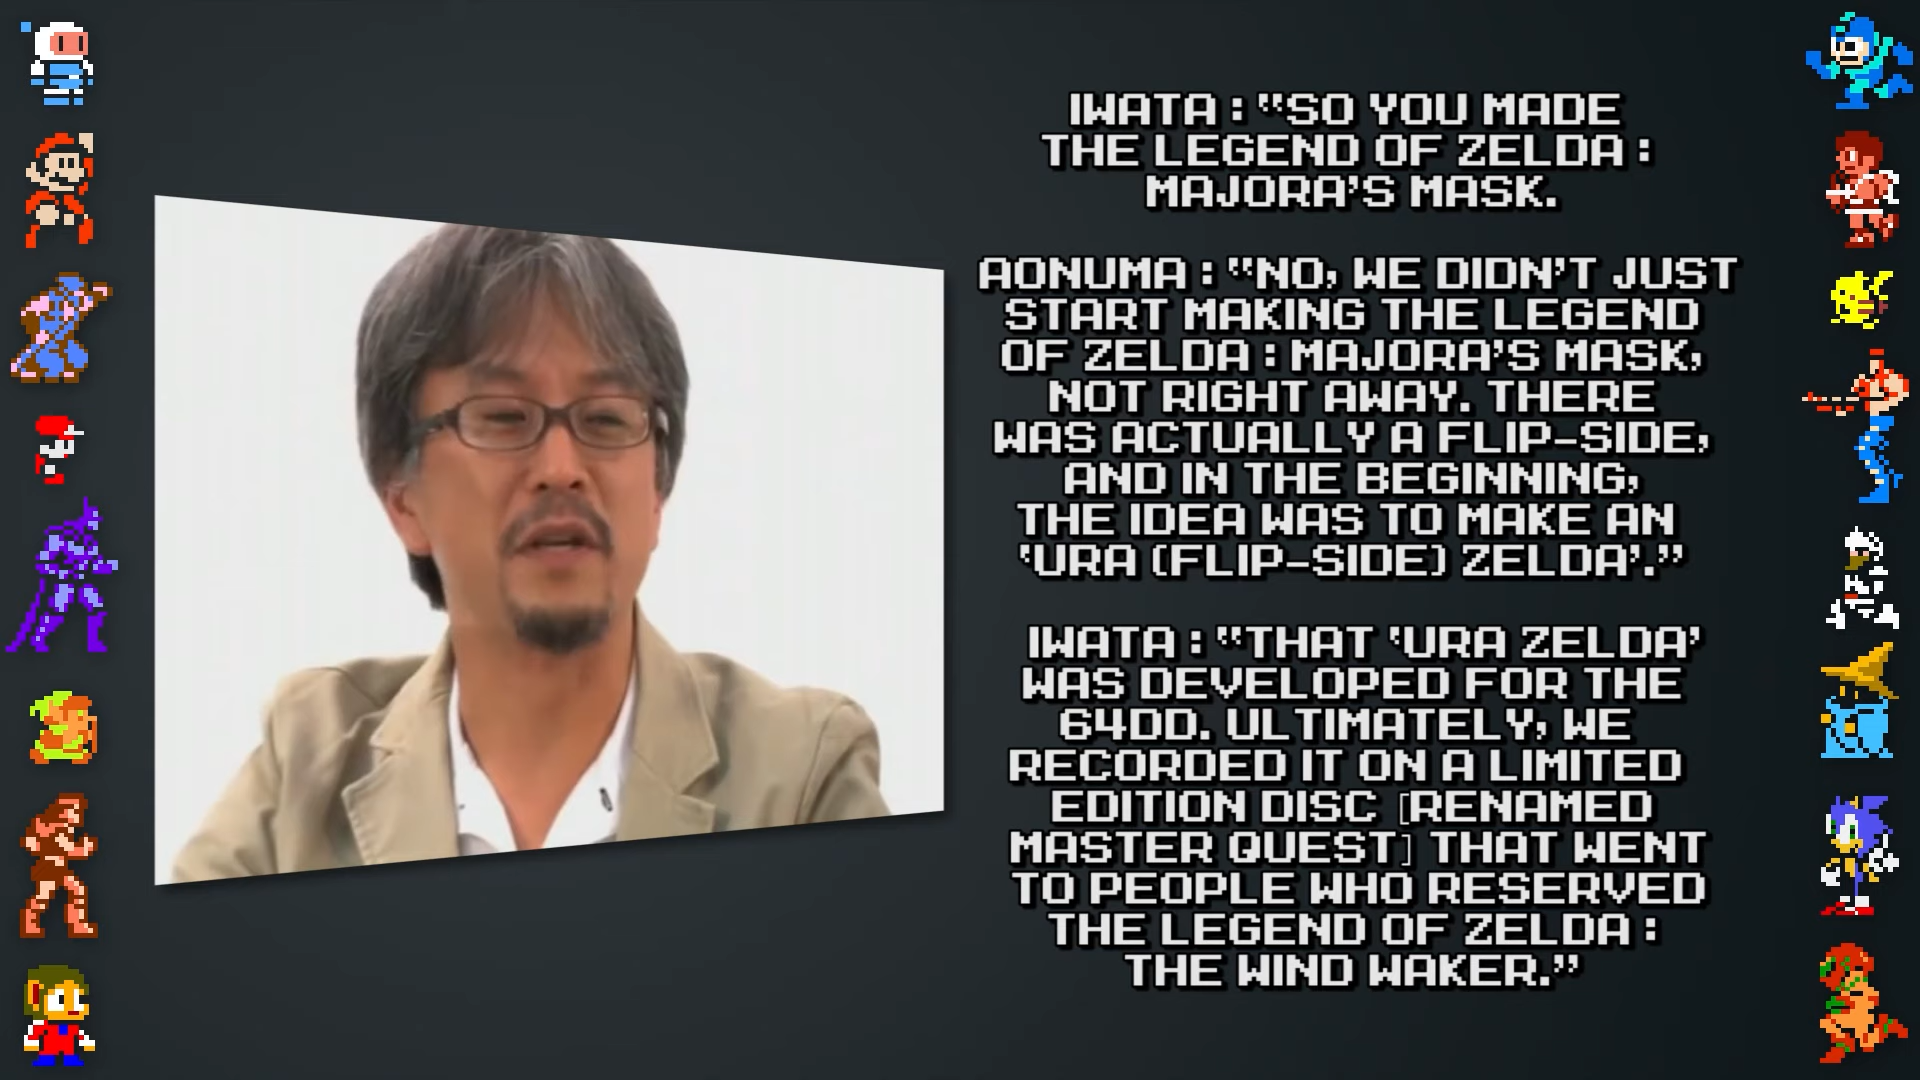 IWATA : “SO YOU MADE
THE LEGEND OF ZELDA :
MAJORA’S MASK.
AONUMA : “NO, WE DIDN’T JUST
START MAKING THE LEGEND
OF ZELDA : MAJORA’S MASK,
NOT RIGHT AWAY. THERE
WAS ACTUALLY A FLIP-SIDE,
AND IN THE BEGINNING,
THE IDEA WAS TO MAKE AN
‘URA (FLIP-SIDE) ZELDA’.”
IWATA : “THAT ‘URA ZELDA’
WAS DEVELOPED FOR THE
64DD. ULTIMATELY, WE
RECORDED IT ON A LIMITED
EDITION DISC [RENAMED
MASTER QUEST] THAT WENT
TO PEOPLE WHO RESERVED
THE LEGEND OF ZELDA :
THE WIND WAKER.”